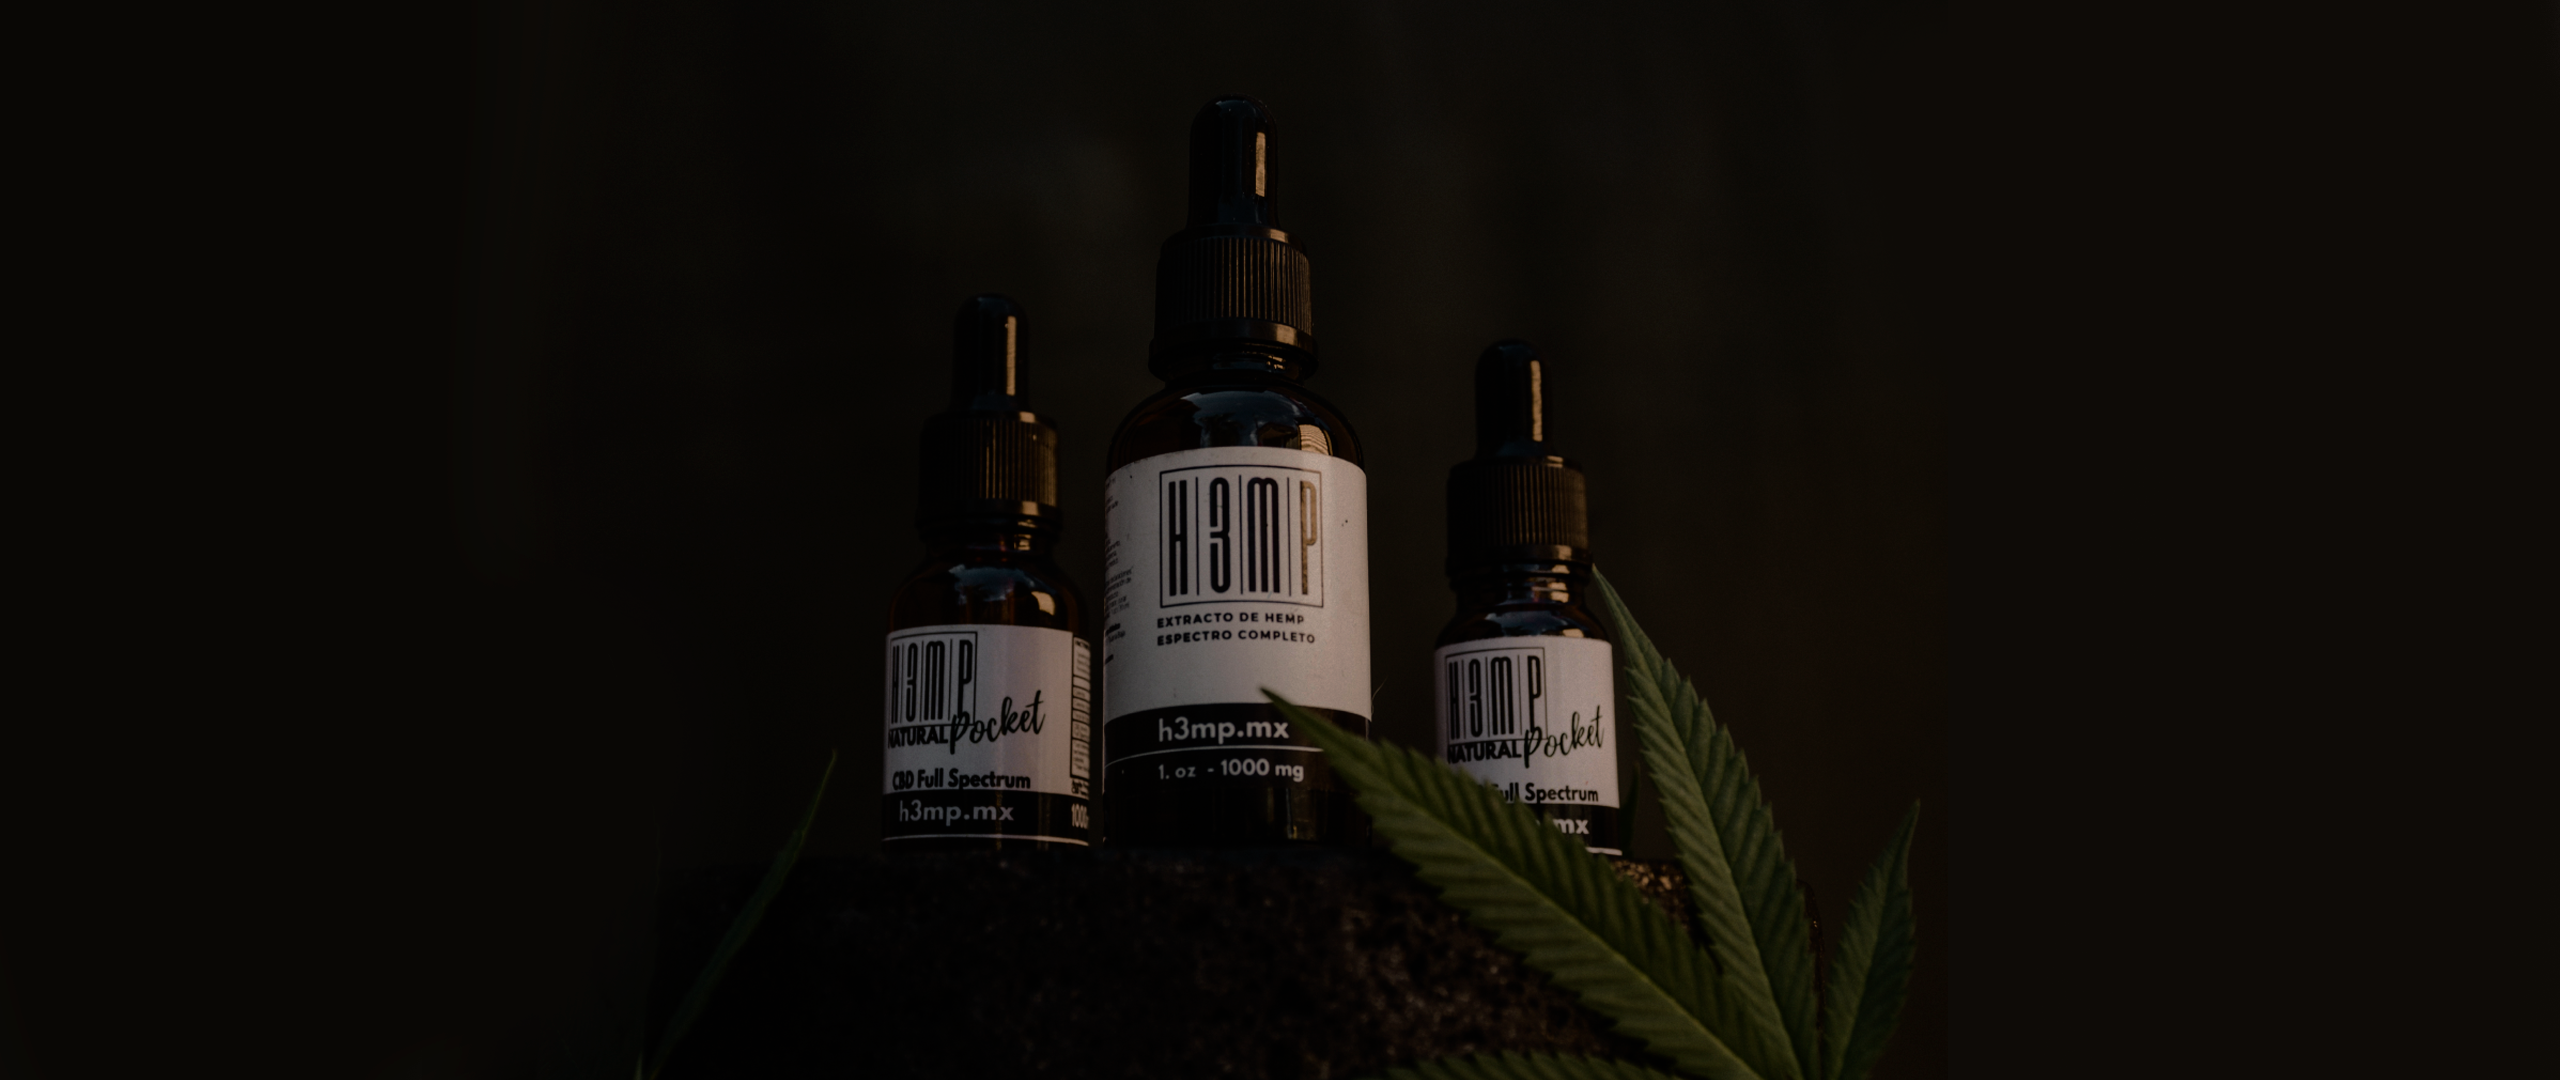 H3MP
NATURAL Pocket
CBD Full Spectrum
h3mp.mx
H3MP
EXTRACTO DE HEMP
ESPECTRO COMPLETO
h3mp.mx
1. oz - 1000 mg
H3MP
NATURAL Pocket
Spectrum